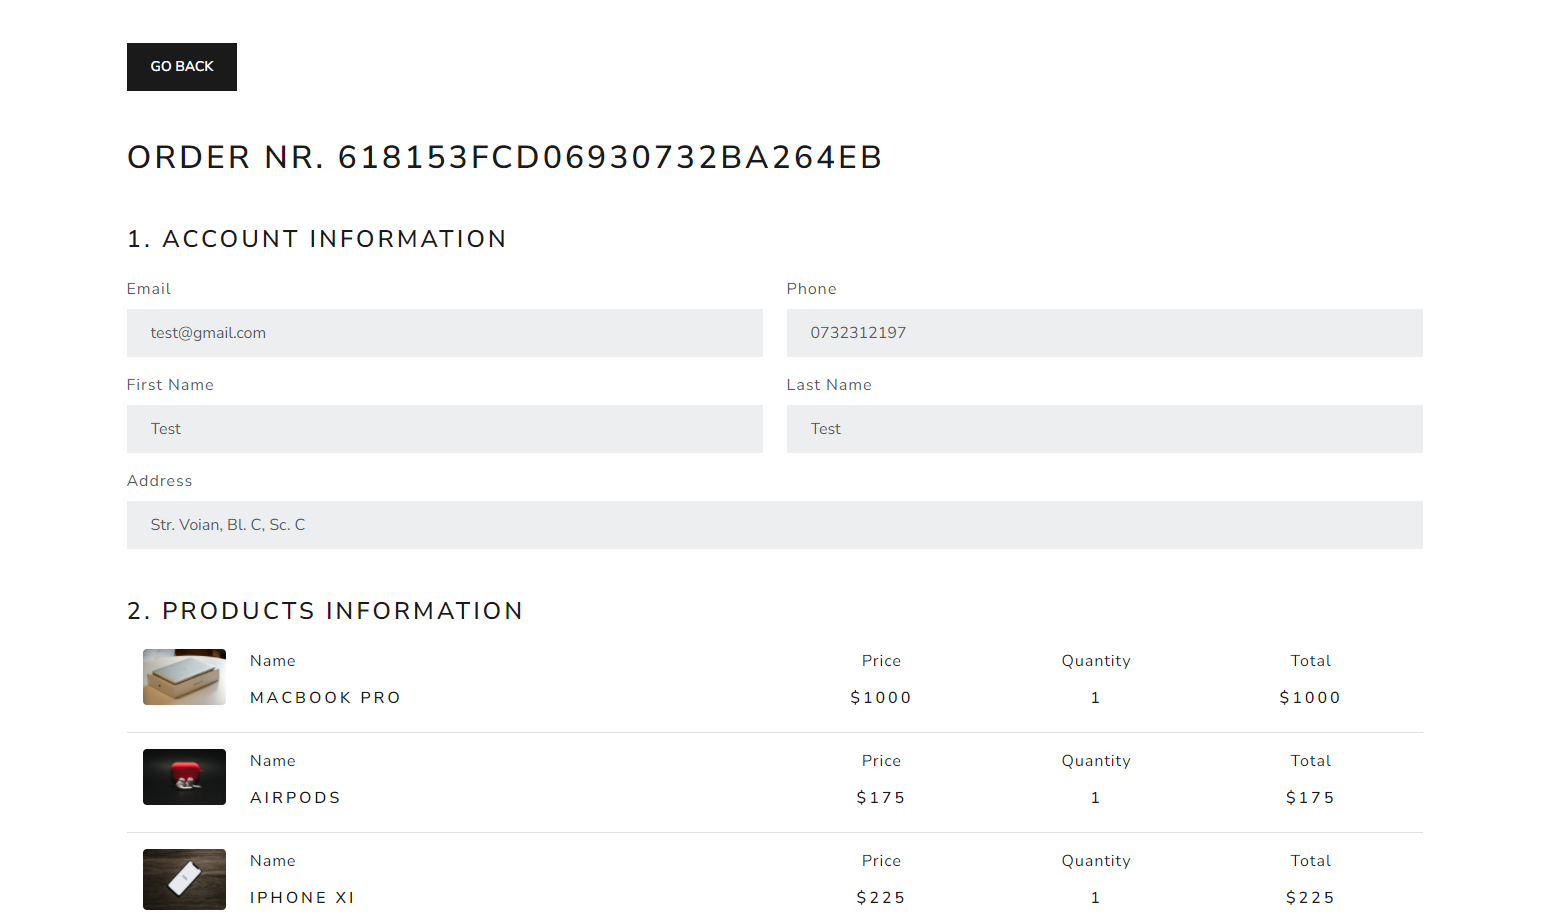 GO BACK
ORDER NR. 618153FCD06930732BA264EB
1. ACCOUNT INFORMATION
Email Phone
test@gmail.com 0732312197
First Name Last Name
Test Test
Address
Str. Voian, Bl. C, Sc. C
2. PRODUCTS INFORMATION
Name Price Quantity Total
MACBOOK PRO $1000 1 $1000
Name Price Quantity Total
AIRPODS $175 1 $175
Name Price Quantity Total
IPHONE XI $225 1 $225